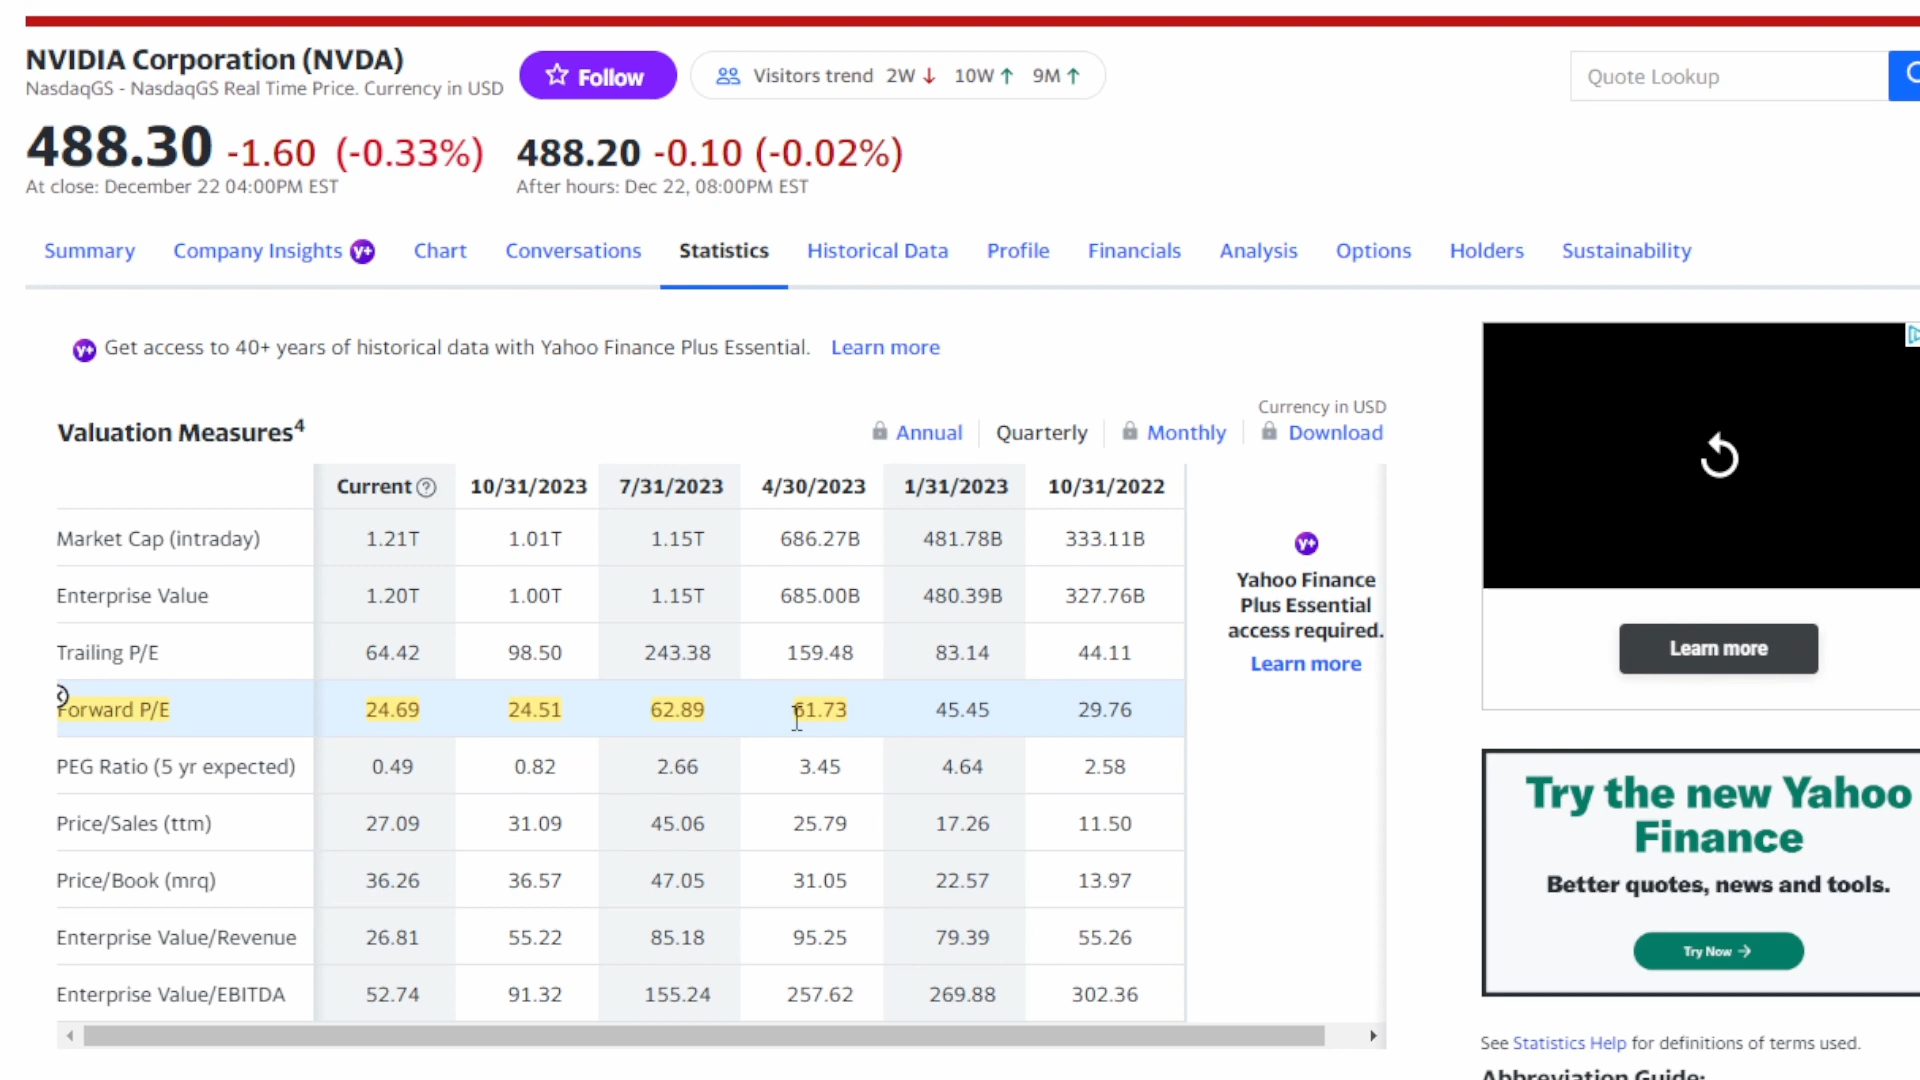 NVIDIA Corporation (NVDA)
NasdaqGS - NasdaqGS Real Time Price. Currency in USD
Follow
Visitors trend 2W ↓ 10W ↑ 9M ↑
Quote Lookup
488.30 -1.60 (-0.33%)
At close: December 22 04:00PM EST
488.20 -0.10 (-0.02%)
After hours: Dec 22, 08:00PM EST
Summary Company Insights y+ Chart Conversations Statistics Historical Data Profile Financials Analysis Options Holders Sustainability
y+ Get access to 40+ years of historical data with Yahoo Finance Plus Essential. Learn more
Currency in USD
Valuation Measures4
Annual Quarterly Monthly Download
Current 10/31/2023 7/31/2023 4/30/2023 1/31/2023 10/31/2022
Market Cap (intraday) 1.21T 1.01T 1.15T 686.27B 481.78B 333.11B
Enterprise Value 1.20T 1.00T 1.15T 685.00B 480.39B 327.76B
Trailing P/E 64.42 98.50 243.38 159.48 83.14 44.11
Forward P/E 24.69 24.51 62.89 61.73 45.45 29.76
PEG Ratio (5 yr expected) 0.49 0.82 2.66 3.45 4.64 2.58
Price/Sales (ttm) 27.09 31.09 45.06 25.79 17.26 11.50
Price/Book (mrq) 36.26 36.57 47.05 31.05 22.57 13.97
Enterprise Value/Revenue 26.81 55.22 85.18 95.25 79.39 55.26
Enterprise Value/EBITDA 52.74 91.32 155.24 257.62 269.88 302.36
y+
Yahoo Finance
Plus Essential
access required.
Learn more
Learn more
Try the new Yahoo
Finance
Better quotes, news and tools.
Try Now →
See Statistics Help for definitions of terms used.
Abbreviation Guide: